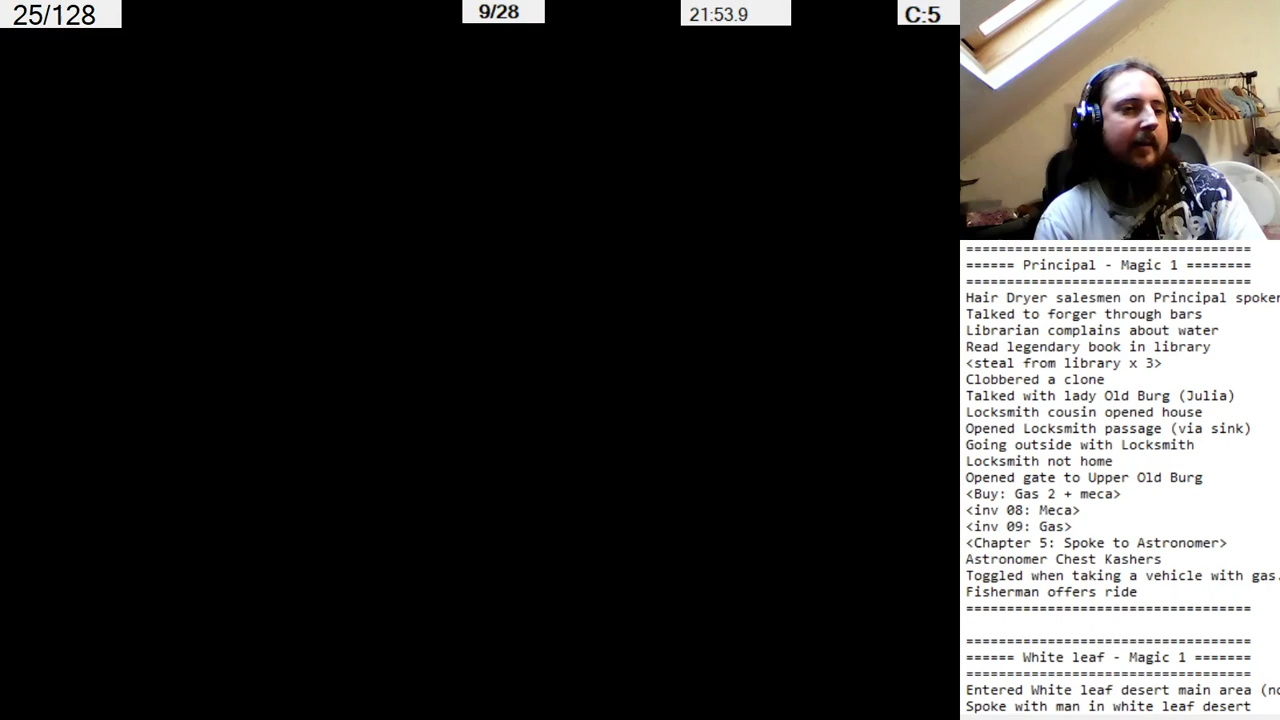 25/128
9/28
21:53.9
C:5
===================================
====== Principal - Magic 1 ========
===================================
Hair Dryer salesmen on Principal spoken
Talked to forger through bars
Librarian complains about water
Read legendary book in library
<steal from library x 3>
Clobbered a clone
Talked with lady Old Burg (Julia)
Locksmith cousin opened house
Opened Locksmith passage (via sink)
Going outside with Locksmith
Locksmith not home
Opened gate to Upper Old Burg
<Buy: Gas 2 + meca>
<inv 08: Meca>
<inv 09: Gas>
<Chapter 5: Spoke to Astronomer>
Astronomer Chest Kashers
Toggled when taking a vehicle with gas.
Fisherman offers ride
===================================
===================================
====== White leaf - Magic 1 =======
===================================
Entered White leaf desert main area (no
Spoke with man in white leaf desert